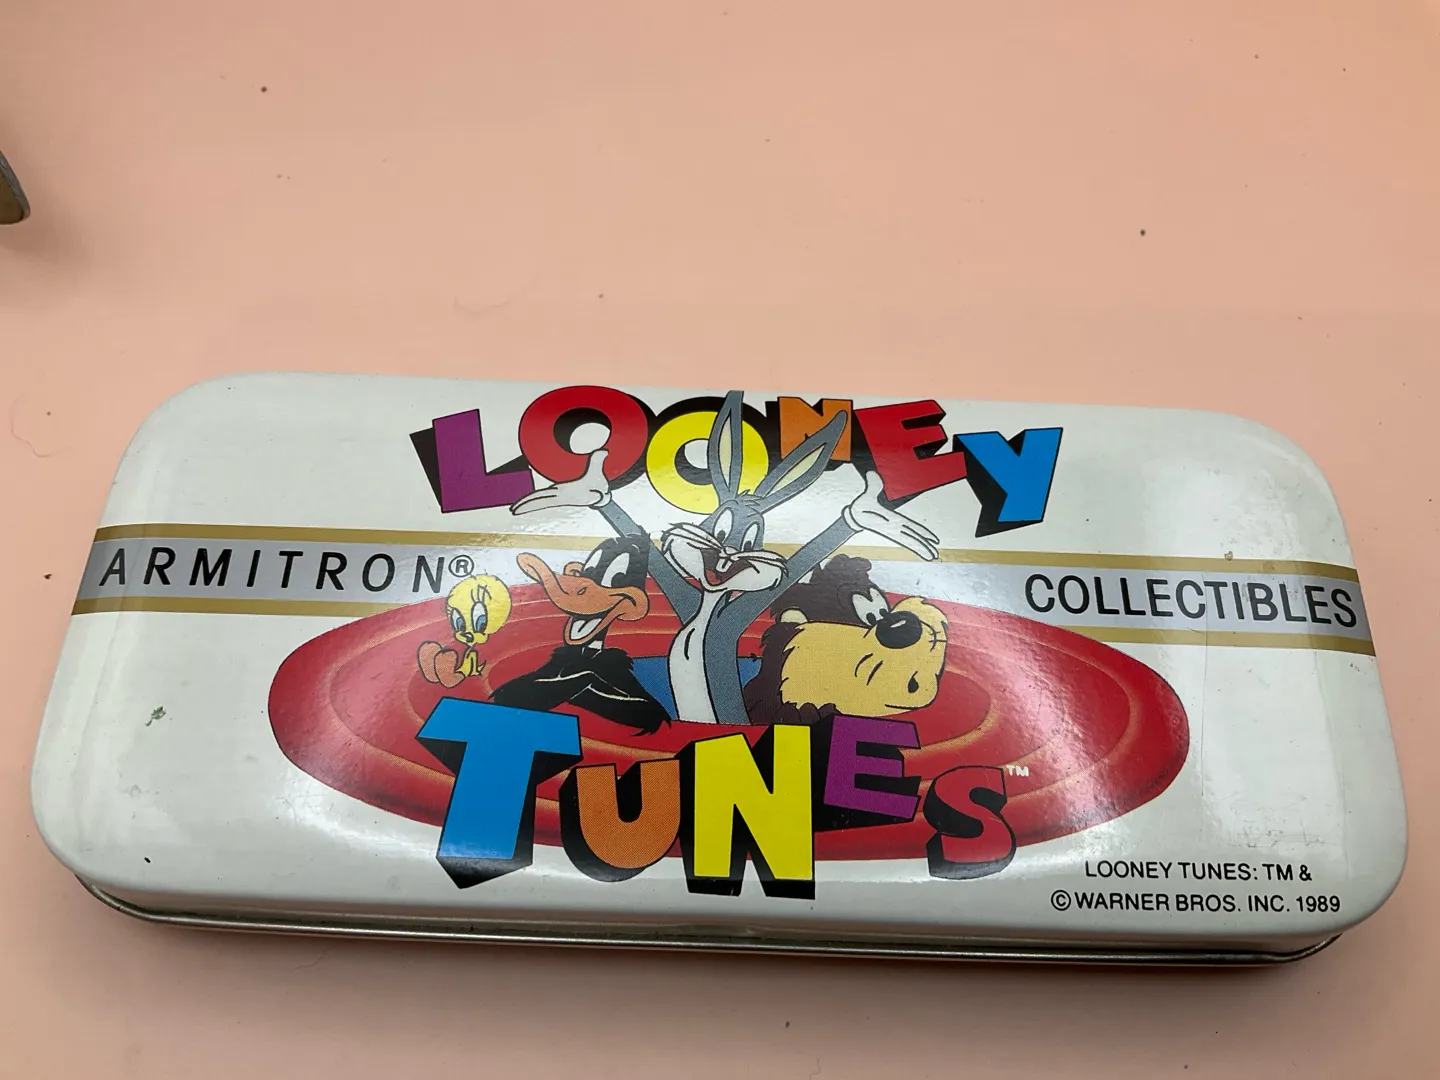 LOONEY
ARMITRON® COLLECTIBLES
TUNES™
LOONEY TUNES: TM &
© WARNER BROS. INC. 1989